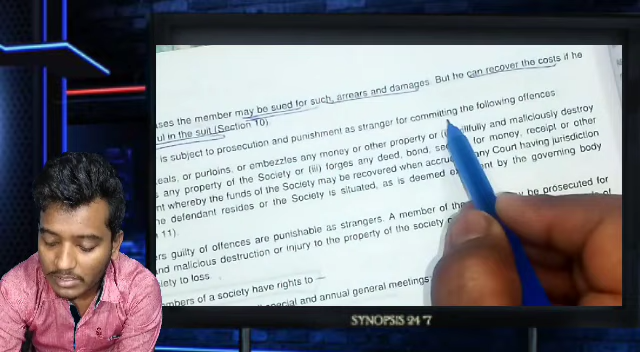 ses the member may be sued for such, arrears and damages. But he can recover the costs if he
ul in the suit (Section 10)
is subject to prosecution and punishment as stranger for committing the following offences
eals, or purloins, or embezzles any money or other property or willfully and maliciously destroy
s any property of the Society or (iii) forges any deed, bond, for money, receipt or other
nt whereby the funds of the Society may be recovered when any Court having jurisdiction
he defendant resides or the Society is situated, as is deemed by the governing body
11).
ers guilty of offences are punishable as strangers. A member of the be prosecuted for
nd malicious destruction or injury to the property of the society of
iety to loss.
mbers of a society have rights to —
special and annual general meetings
SYNOPSIS 24 7